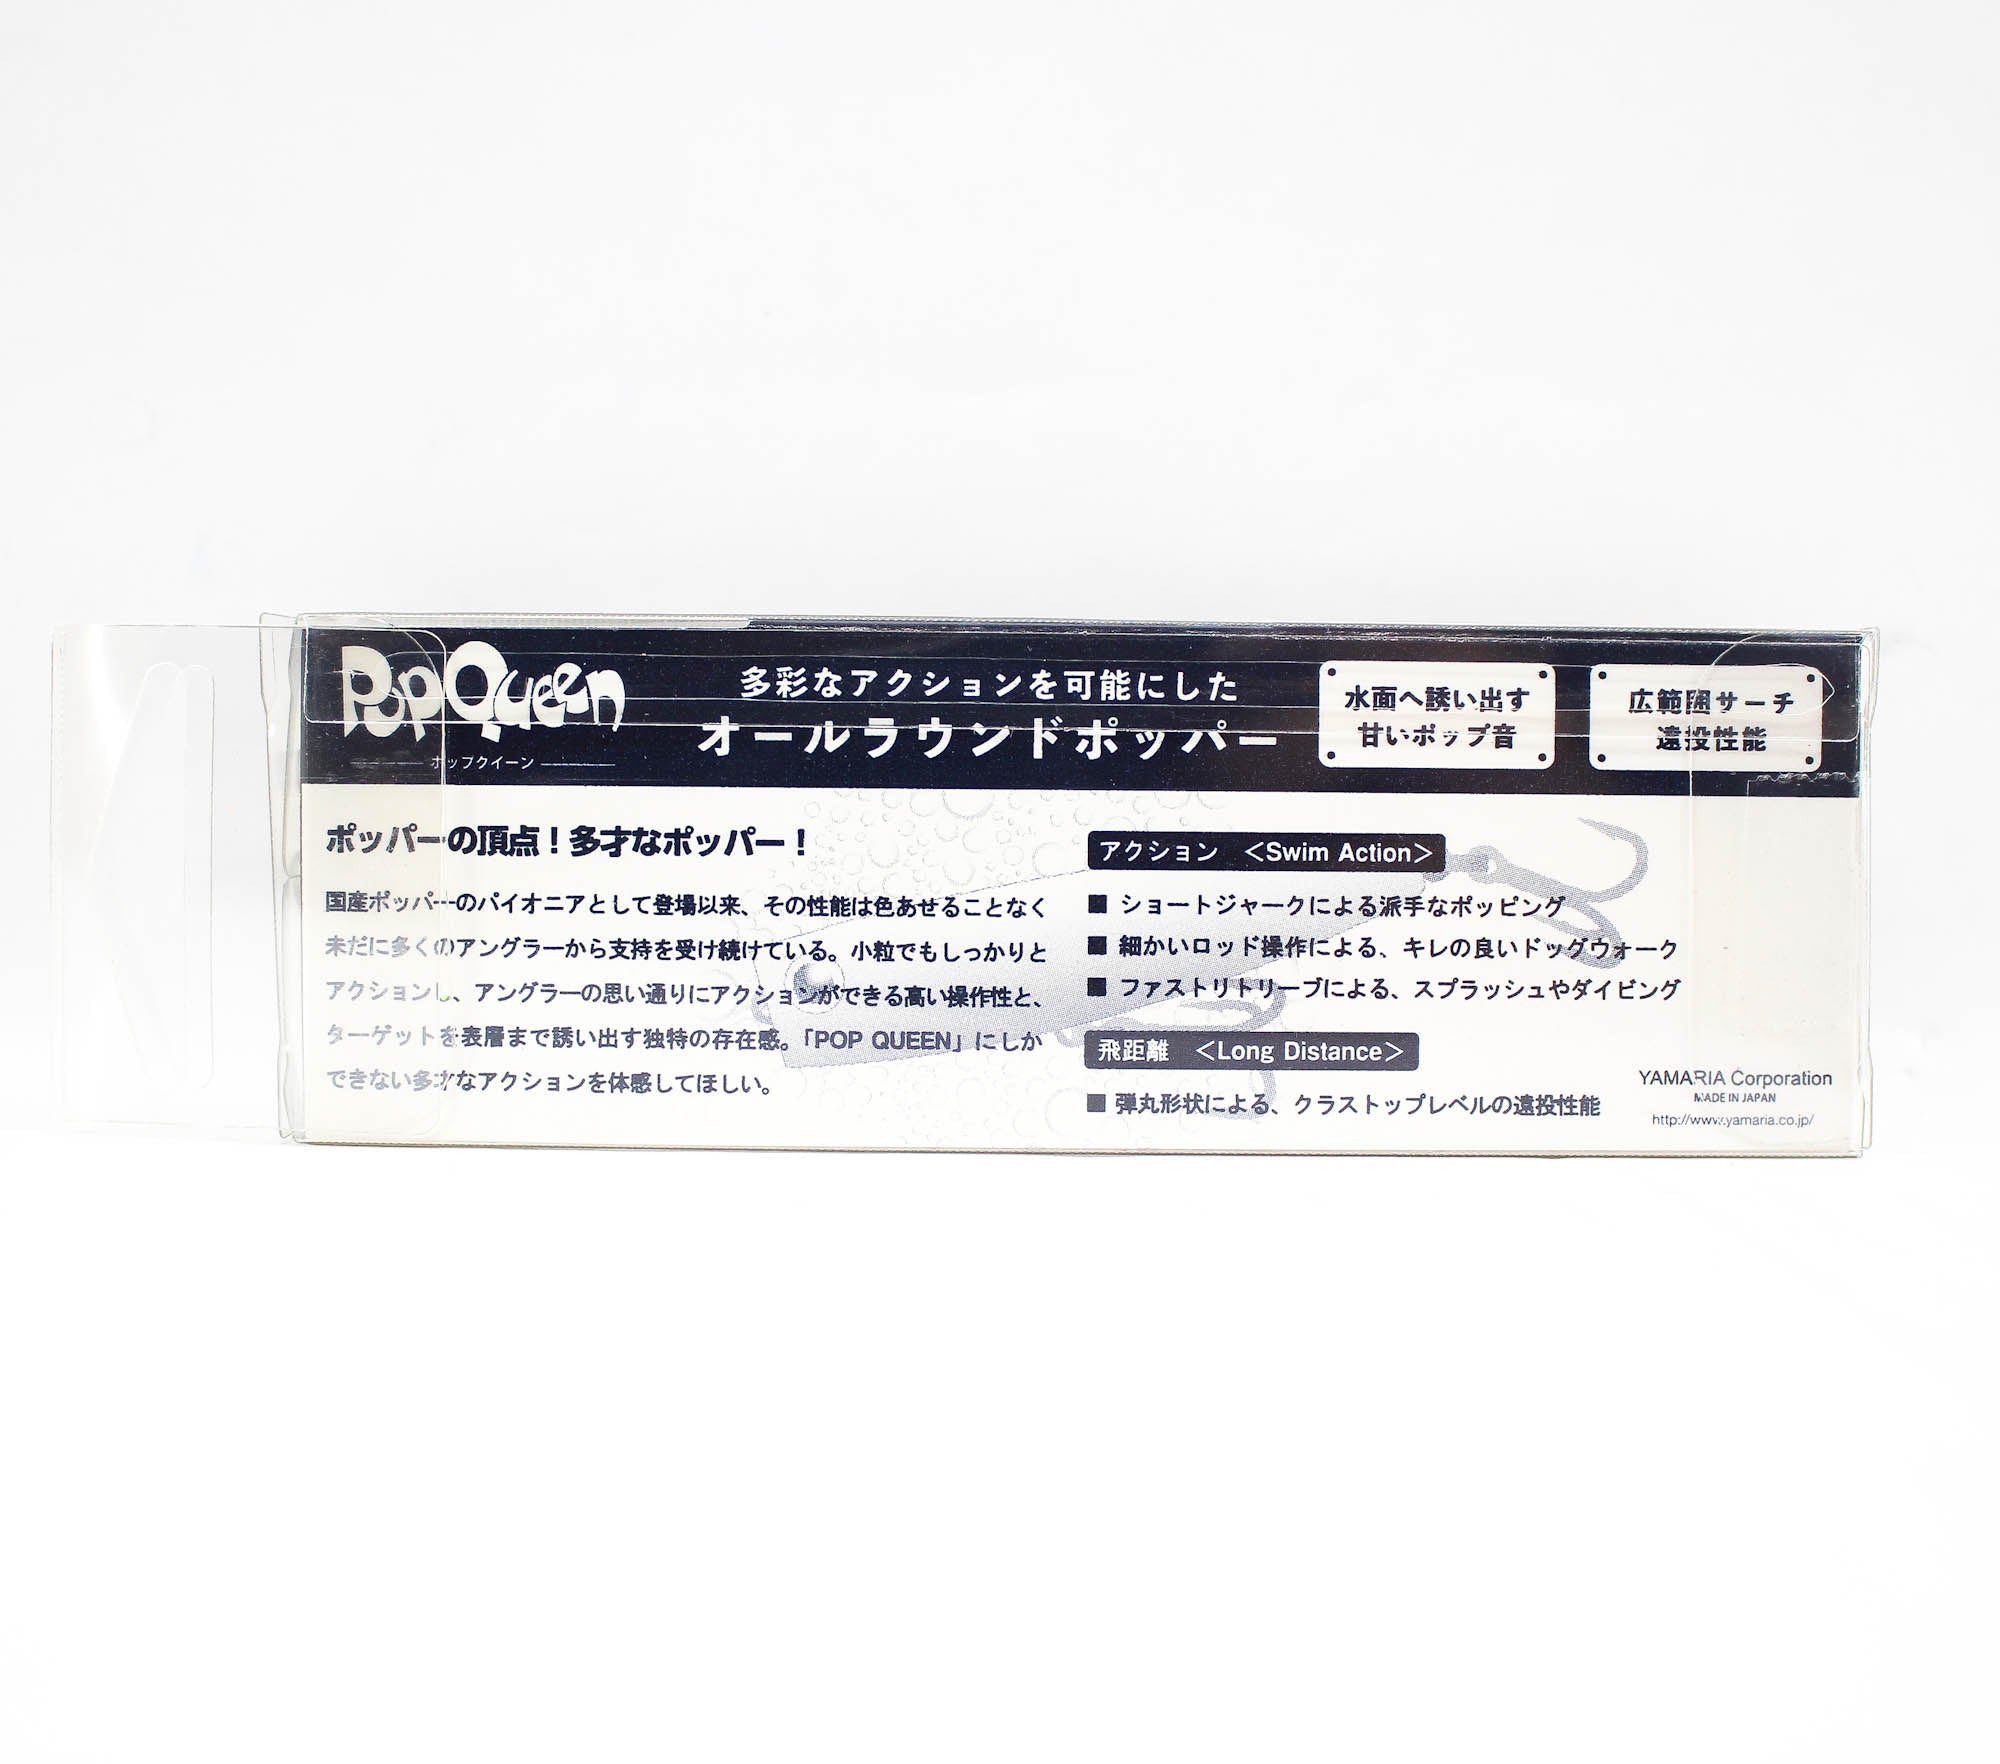 Pop Queen
ポップクイーン
多彩なアクションを可能にした
オールラウンドポッパー
水面へ誘い出す
甘いポップ音
広範囲サーチ
遠投性能
ポッパーの頂点！多才なポッパー！
国産ポッパーのパイオニアとして登場以来、その性能は色あせることなく
未だに多くのアングラーから支持を受け続けている。小粒でもしっかりと
アクションし、アングラーの思い通りにアクションができる高い操作性と、
ターゲットを表層まで誘い出す独特の存在感。「POP QUEEN」にしか
できない多才なアクションを体感してほしい。
アクション ＜Swim Action＞
■ ショートジャークによる派手なポッピング
■ 細かいロッド操作による、キレの良いドッグウォーク
■ ファストリトリーブによる、スプラッシュやダイビング
飛距離 ＜Long Distance＞
■ 弾丸形状による、クラストップレベルの遠投性能
YAMARIA Corporation
MADE IN JAPAN
http://www.yamaria.co.jp/